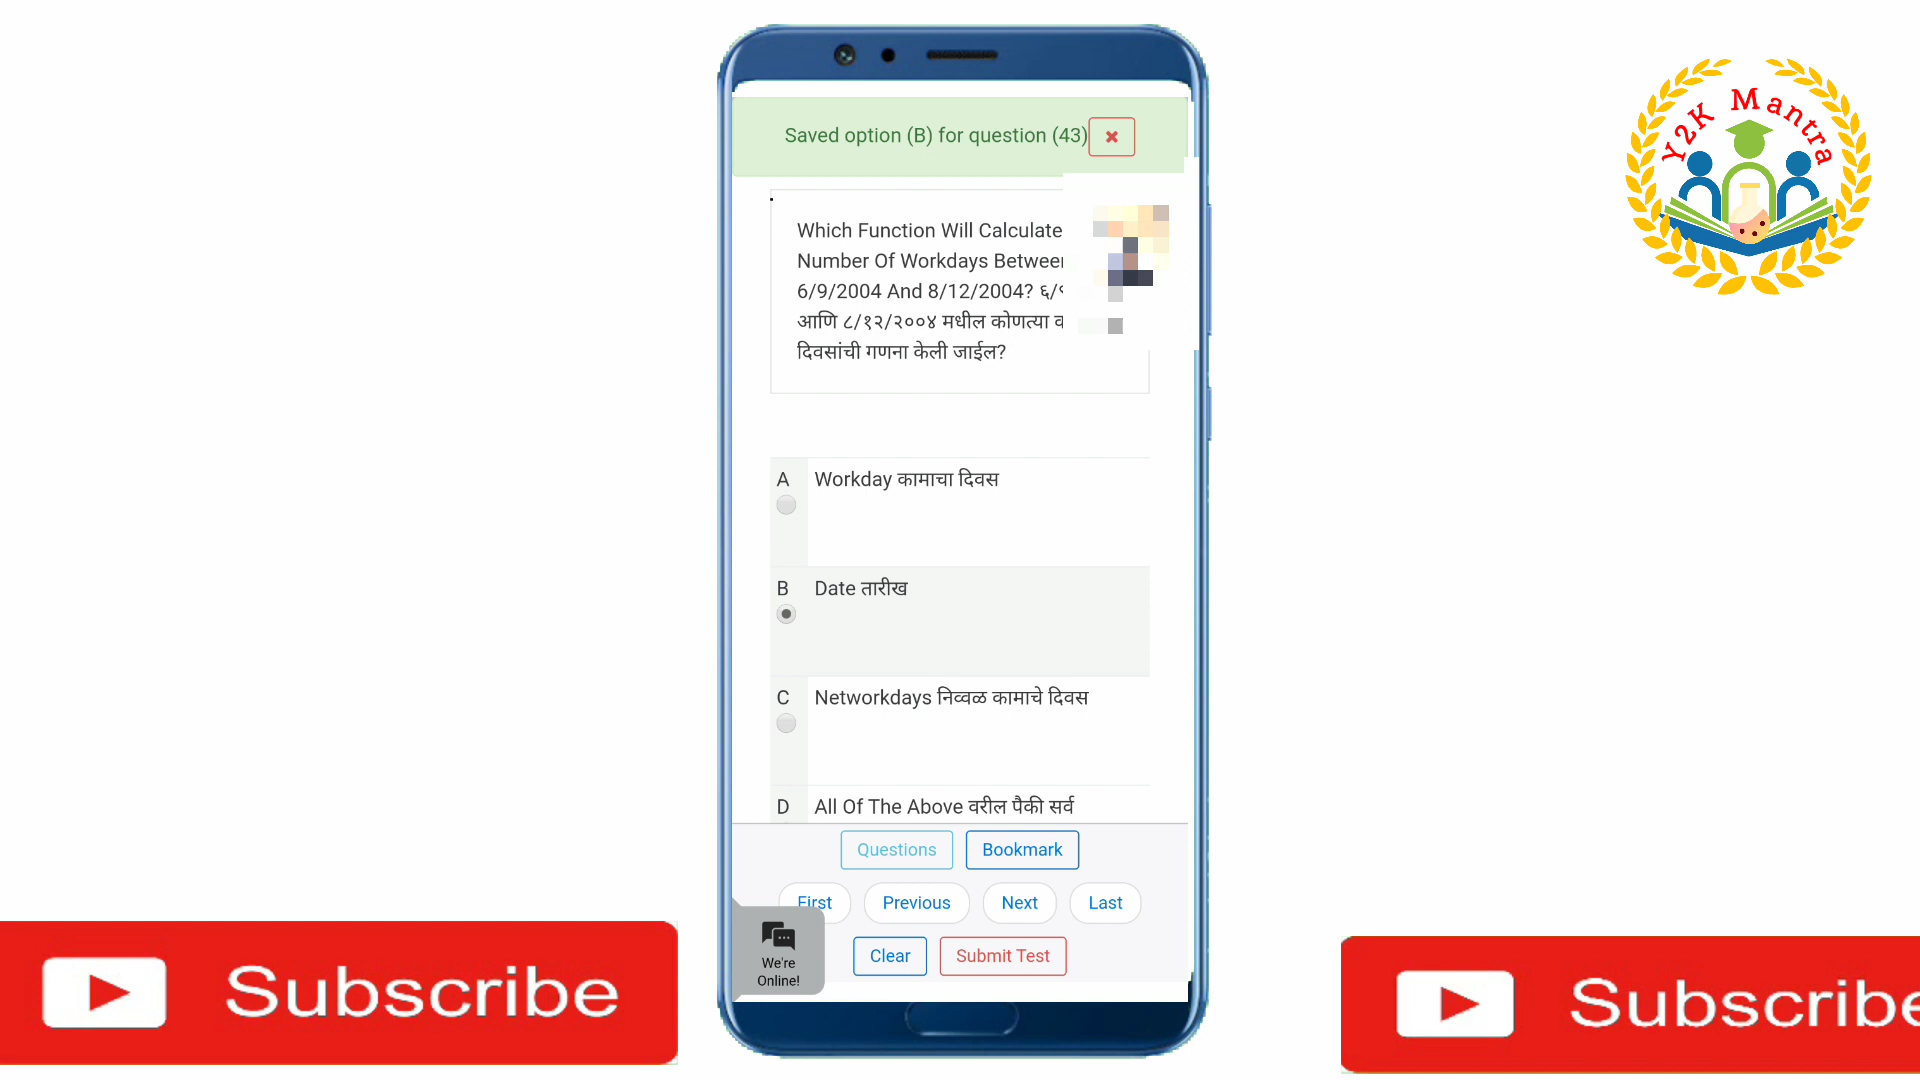 Saved option (B) for question (43)
Y2K Mantra
Which Function Will Calculate
Number Of Workdays
6/9/2004 And 8/12/2004?
आणि ८/१२/२००४ मधील कोणत्या
दिवसांची गणना केली जाईल?
A Workday कामाचा दिवस
B Date तारीख
C Networkdays निव्वळ कामाचे दिवस
D All Of The Above वरील पैकी सर्व
Questions Bookmark
First Previous Next Last
Clear Submit Test
We're
Online!
Subscribe
Subscribe